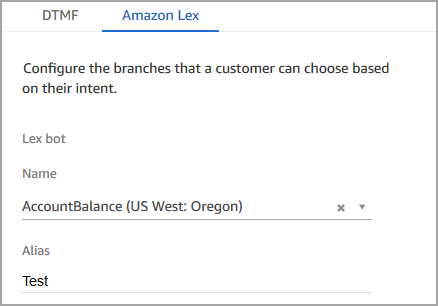 DTMF Amazon Lex
Configure the branches that a customer can choose based
on their intent.
Lex bot
Name
AccountBalance (US West: Oregon)
Alias
Test